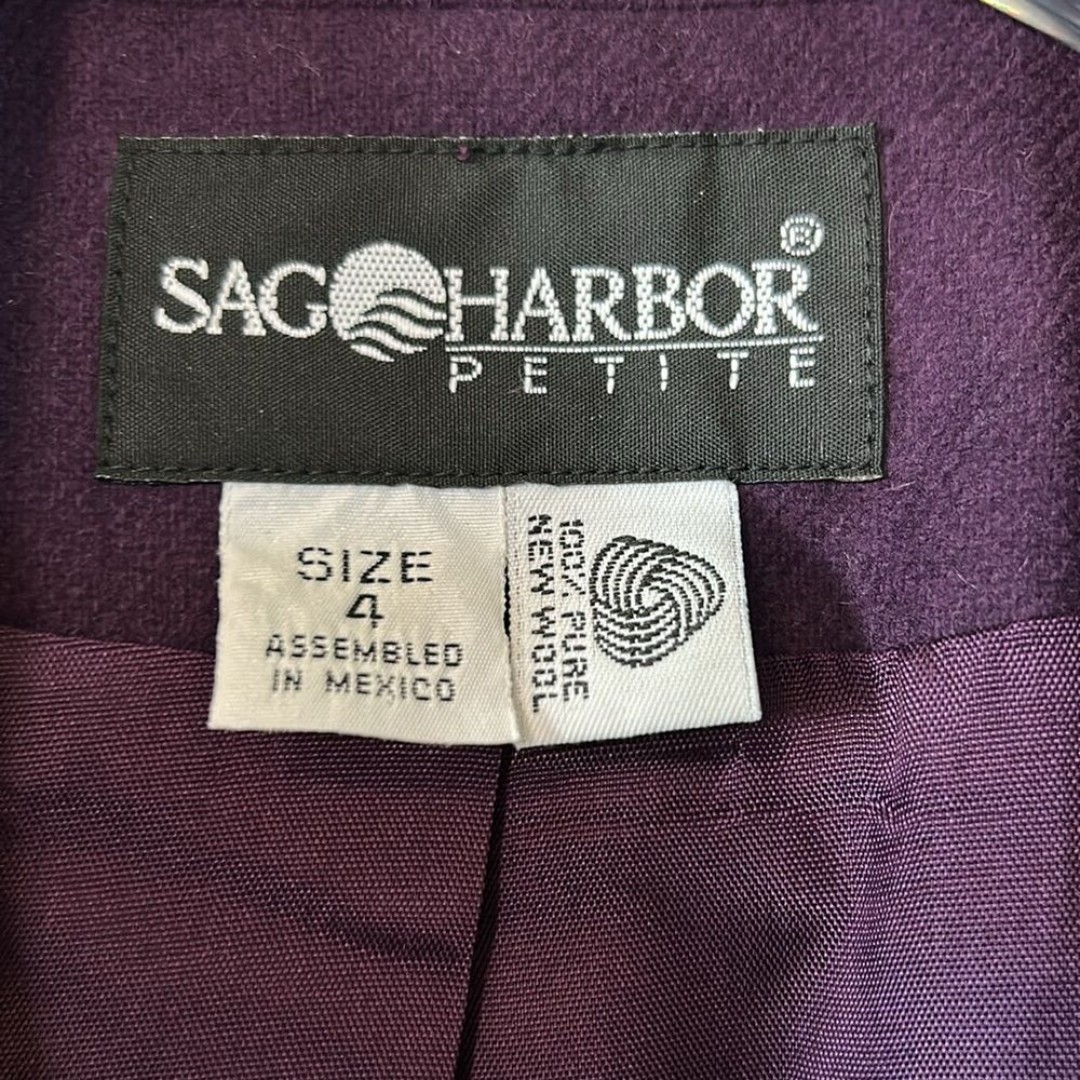 SAG HARBOR®
PETITE
SIZE
4
ASSEMBLED
IN MEXICO
100% PURE
NEW WOOL